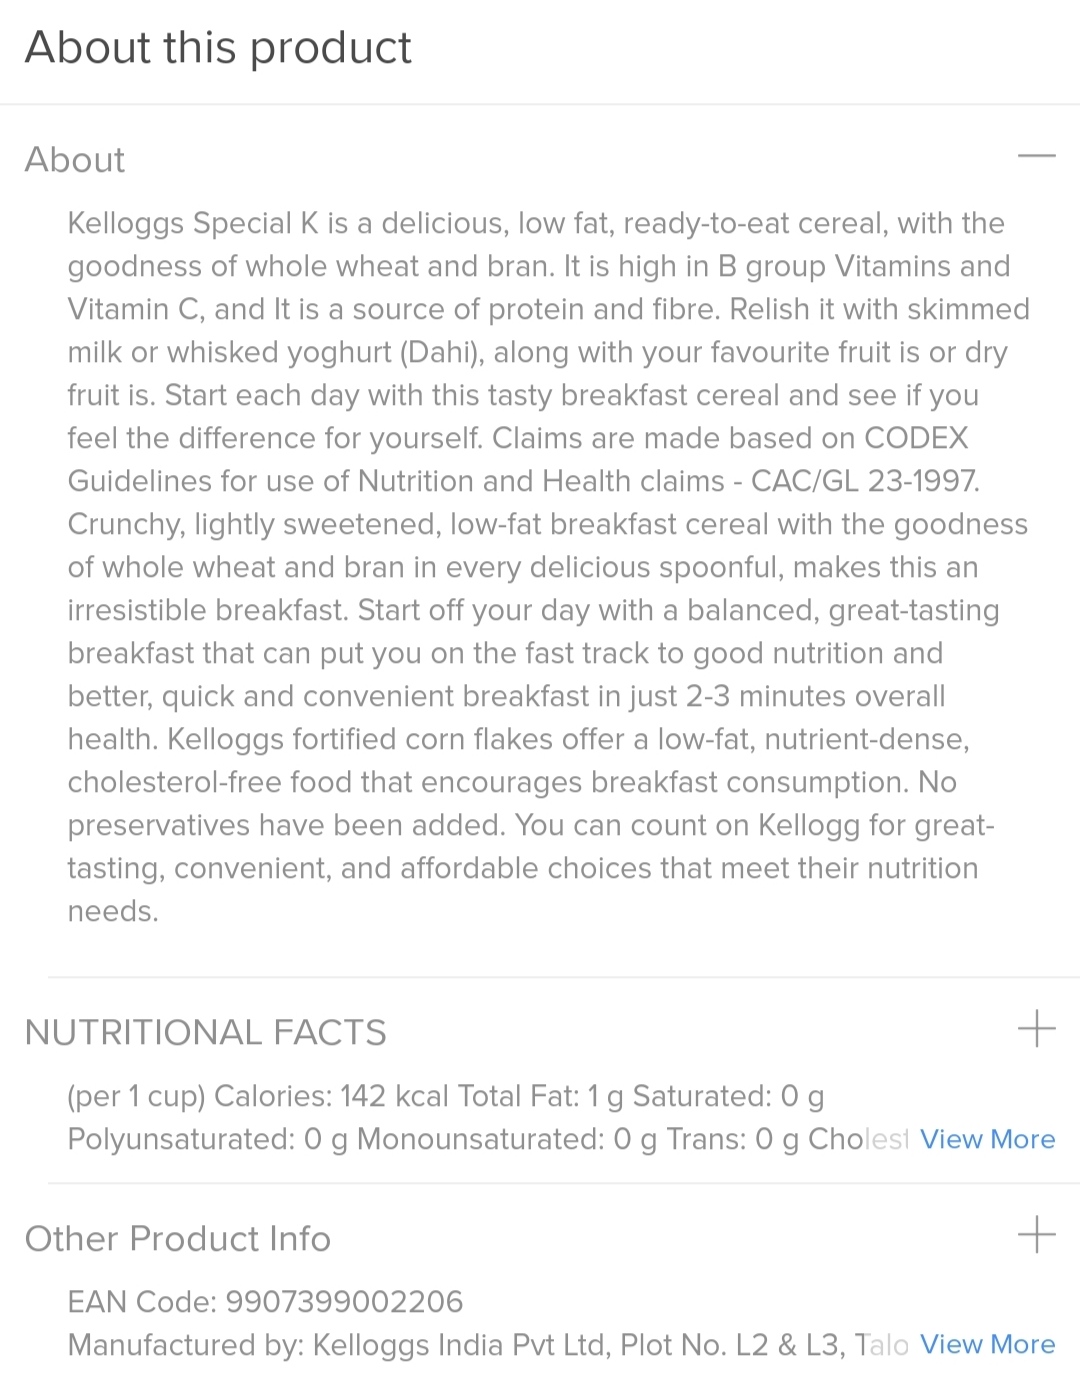 About this product
About
Kelloggs Special K is a delicious, low fat, ready-to-eat cereal, with the
goodness of whole wheat and bran. It is high in B group Vitamins and
Vitamin C, and It is a source of protein and fibre. Relish it with skimmed
milk or whisked yoghurt (Dahi), along with your favourite fruit is or dry
fruit is. Start each day with this tasty breakfast cereal and see if you
feel the difference for yourself. Claims are made based on CODEX
Guidelines for use of Nutrition and Health claims - CAC/GL 23-1997.
Crunchy, lightly sweetened, low-fat breakfast cereal with the goodness
of whole wheat and bran in every delicious spoonful, makes this an
irresistible breakfast. Start off your day with a balanced, great-tasting
breakfast that can put you on the fast track to good nutrition and
better, quick and convenient breakfast in just 2-3 minutes overall
health. Kelloggs fortified corn flakes offer a low-fat, nutrient-dense,
cholesterol-free food that encourages breakfast consumption. No
preservatives have been added. You can count on Kellogg for great-
tasting, convenient, and affordable choices that meet their nutrition
needs.
NUTRITIONAL FACTS
(per 1 cup) Calories: 142 kcal Total Fat: 1 g Saturated: 0 g
Polyunsaturated: 0 g Monounsaturated: 0 g Trans: 0 g Cholest View More
Other Product Info
EAN Code: 9907399002206
Manufactured by: Kelloggs India Pvt Ltd, Plot No. L2 & L3, Talo View More